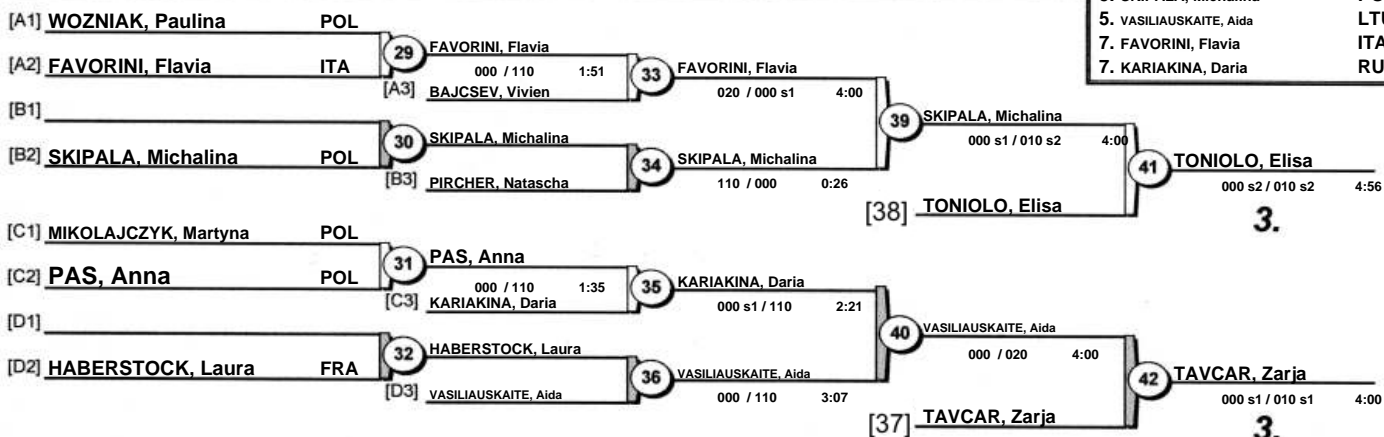 [A1] WOZNIAK, Paulina POL
[A2] FAVORINI, Flavia ITA
29
FAVORINI, Flavia
000 / 110 1:51
[A3] BAJCSEV, Vivien
33
FAVORINI, Flavia
020 / 000 s1 4:00
[B1]
[B2] SKIPALA, Michalina POL
30
SKIPALA, Michalina
[B3] PIRCHER, Natascha
34
SKIPALA, Michalina
110 / 000 0:26
39
SKIPALA, Michalina
000 s1 / 010 s2 4:00
[38] TONIOLO, Elisa
41
TONIOLO, Elisa
000 s2 / 010 s2 4:56
3.
[C1] MIKOLAJCZYK, Martyna POL
[C2] PAS, Anna POL
31
PAS, Anna
000 / 110 1:35
[C3] KARIAKINA, Daria
35
KARIAKINA, Daria
000 s1 / 110 2:21
[D1]
[D2] HABERSTOCK, Laura FRA
32
HABERSTOCK, Laura
[D3] VASILIAUSKAITE, Aida
36
VASILIAUSKAITE, Aida
000 / 110 3:07
40
VASILIAUSKAITE, Aida
000 / 020 4:00
[37] TAVCAR, Zarja
42
TAVCAR, Zarja
000 s1 / 010 s1 4:00
3.
5. VASILIAUSKAITE, Aida LTU
7. FAVORINI, Flavia ITA
7. KARIAKINA, Daria RU